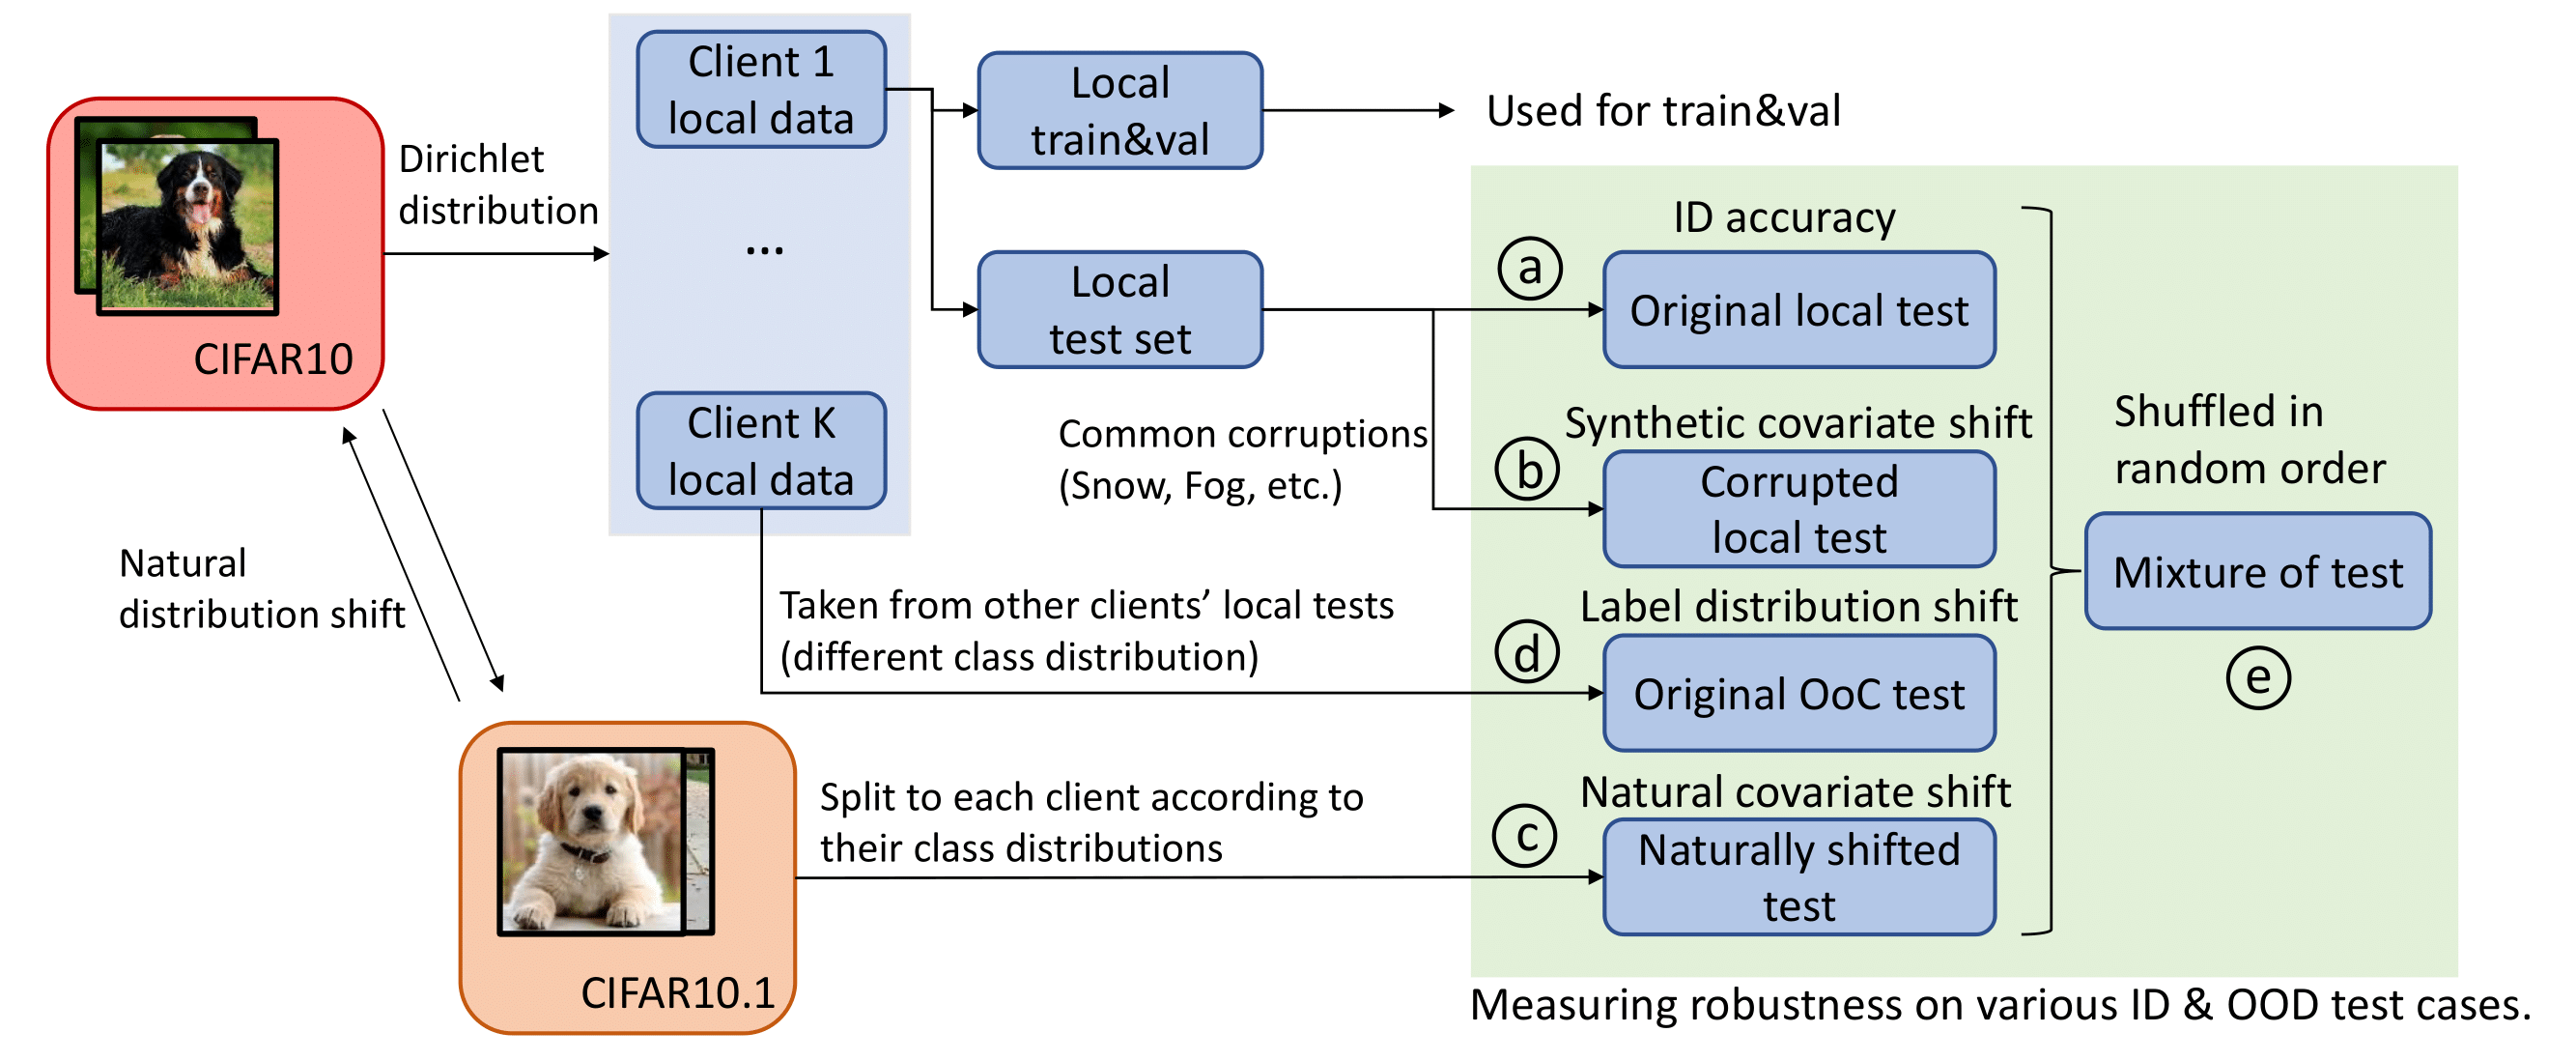 Client 1
local data
...
Client K
local data
Local
train&val
Used for train&val
Dirichlet
distribution
CIFAR10
Local
test set
ID accuracy
a
Original local test
Common corruptions
(Snow, Fog, etc.)
Synthetic covariate shift
b
Corrupted
local test
Shuffled in
random order
Mixture of test
e
Natural
distribution shift
Taken from other clients’ local tests
(different class distribution)
Label distribution shift
d
Original OoC test
CIFAR10.1
Split to each client according to
their class distributions
Natural covariate shift
c
Naturally shifted
test
Measuring robustness on various ID & OOD test cases.